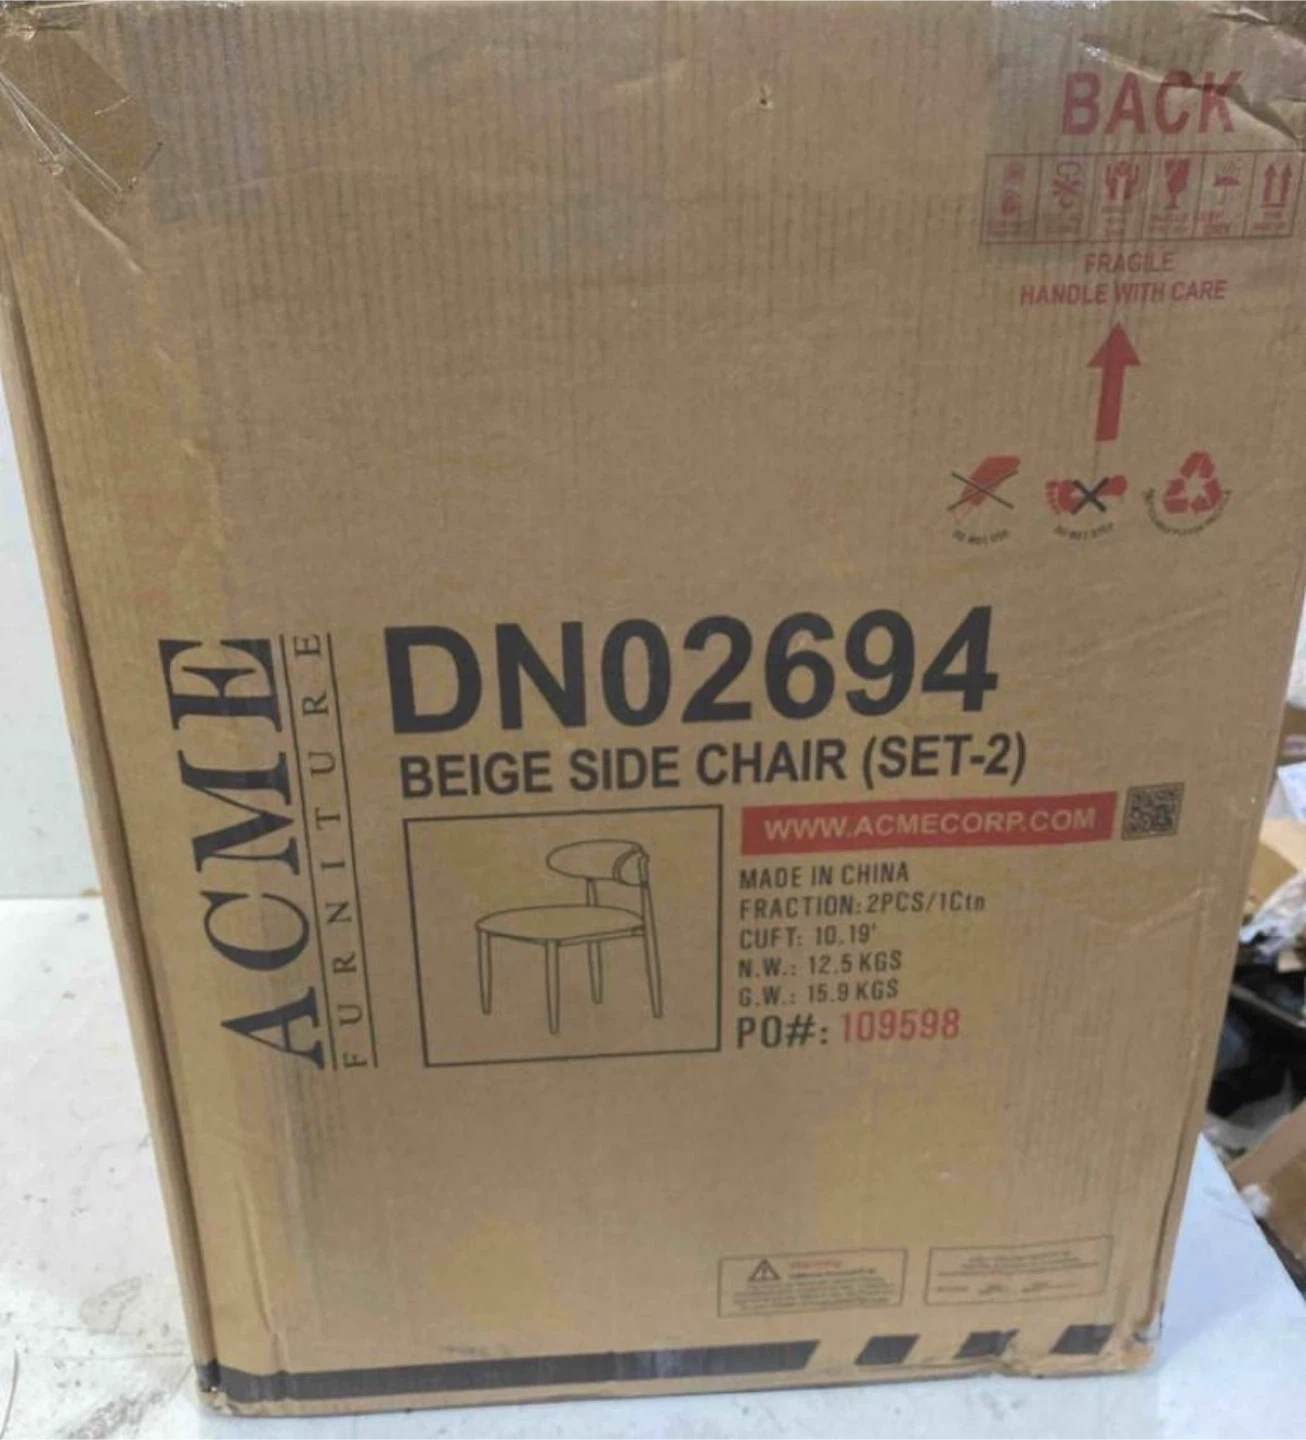 BACK
FRAGILE
HANDLE WITH CARE
ACME
FURNITURE
DN02694
BEIGE SIDE CHAIR (SET-2)
WWW.ACMECORP.COM
MADE IN CHINA
FRACTION: 2PCS/1Ctn
CUFT: 10.19'
N.W.: 12.5 KGS
G.W.: 15.9 KGS
PO#: 109598
Warning